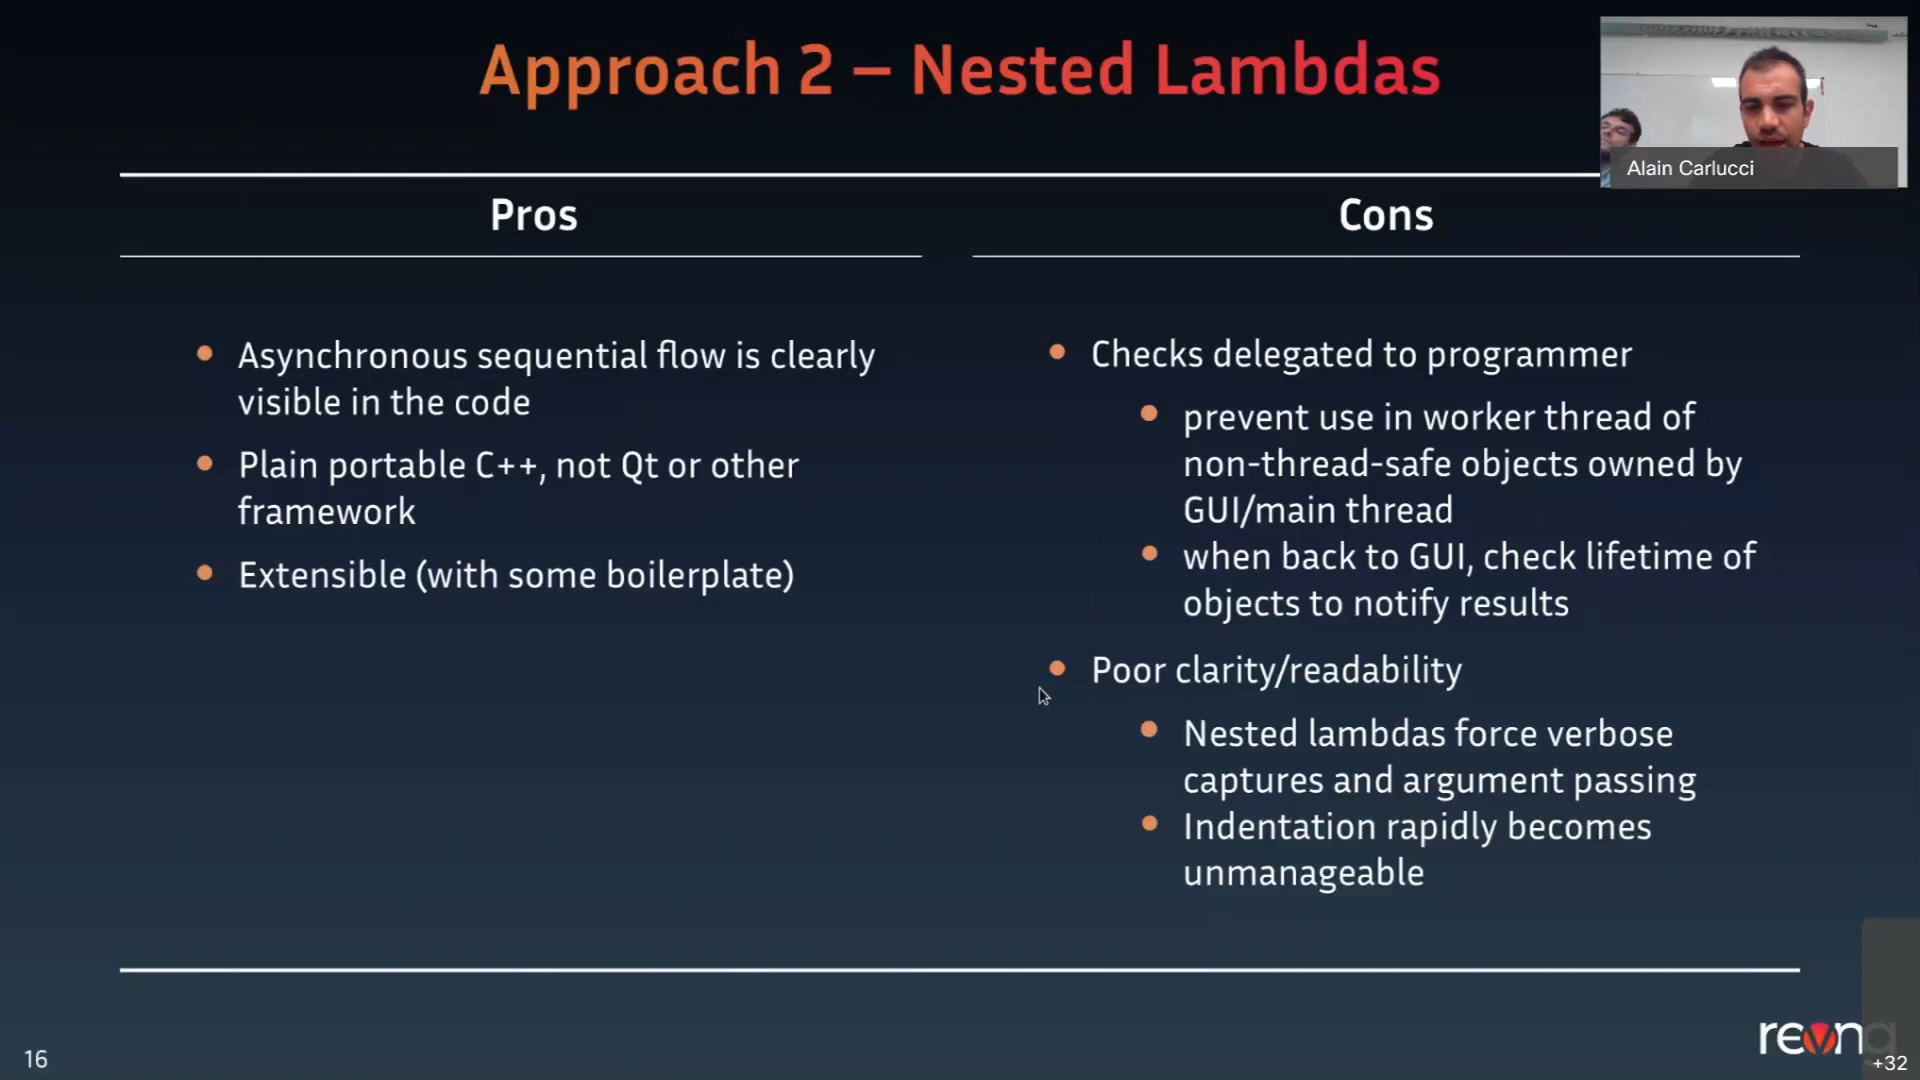 Approach 2 – Nested Lambdas
Alain Carlucci
Pros
Asynchronous sequential flow is clearly
visible in the code
Plain portable C++, not Qt or other
framework
Extensible (with some boilerplate)
Cons
Checks delegated to programmer
prevent use in worker thread of
non-thread-safe objects owned by
GUI/main thread
when back to GUI, check lifetime of
objects to notify results
Poor clarity/readability
Nested lambdas force verbose
captures and argument passing
Indentation rapidly becomes
unmanageable
16
revng
+32